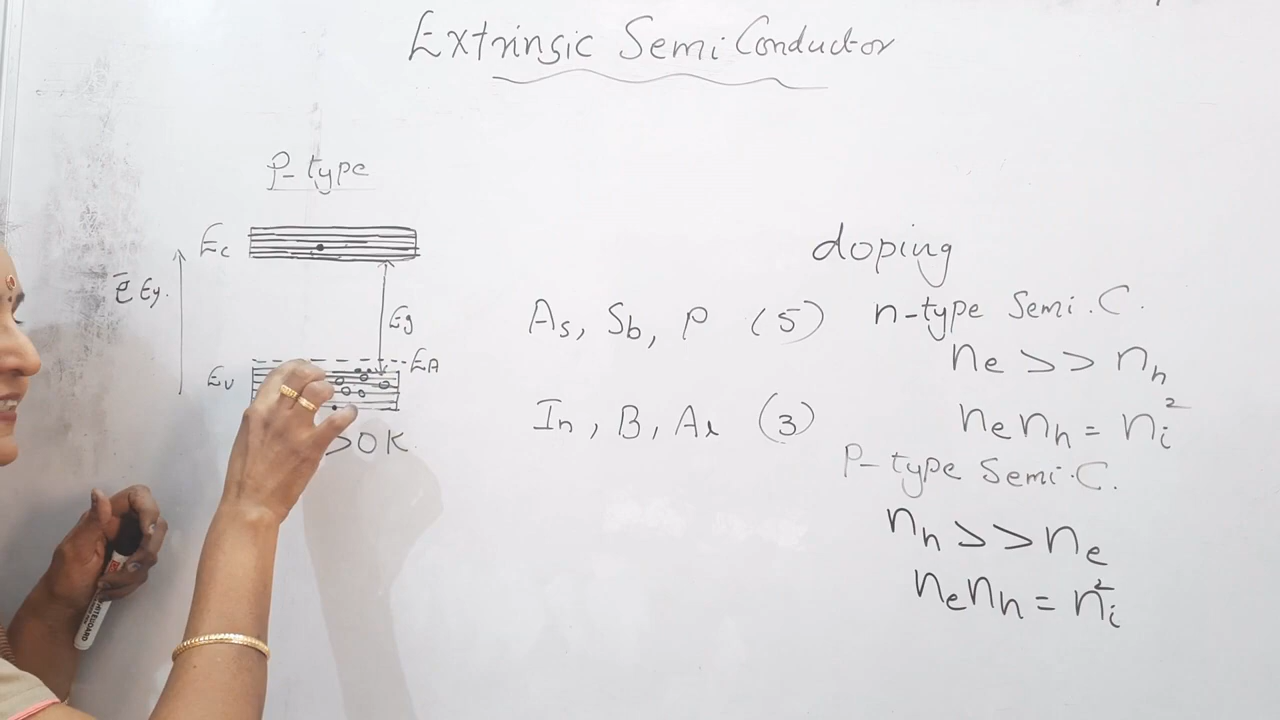 Extrinsic Semi Conductor
P-type
Ec
ē Ey.
Eg
EA
Ev
>0K
doping
As, Sb, P (5) n-type Semi.C.
ne >> nh
In, B, Al (3)
ne nh = ni²
P-type Semi.C.
nh >> ne
ne nh = ni²